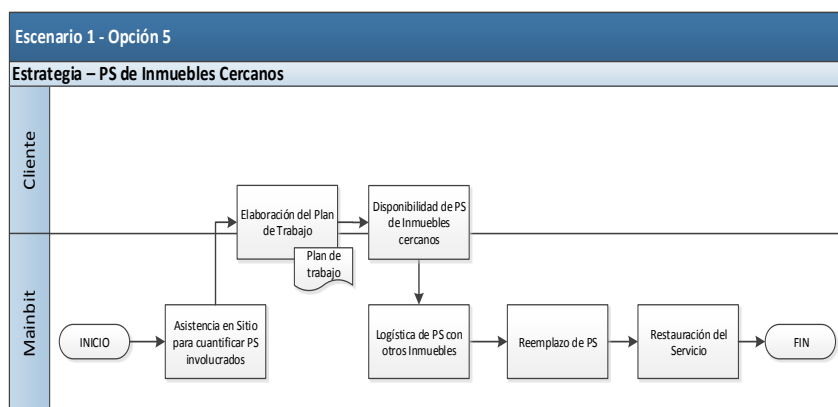 Escenario 1 - Opción 5
Estrategia – PS de Inmuebles Cercanos
Cliente
Elaboración del Plan
de Trabajo
Plan de
trabajo
Disponibilidad de PS
de Inmuebles
cercanos
Mainbit
INICIO
Asistencia en Sitio
para cuantificar PS
involucrados
Logística de PS con
otros Inmuebles
Reemplazo de PS
Restauración del
Servicio
FIN